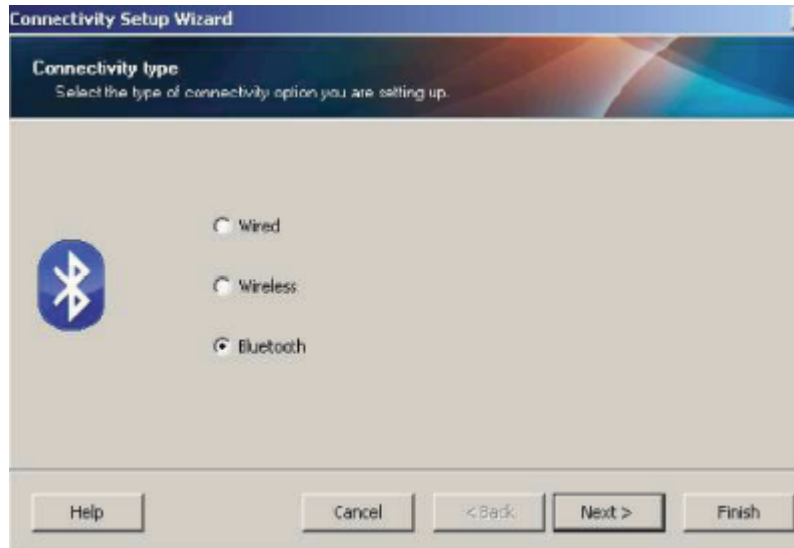 Connectivity Setup Wizard
Connectivity type
Select the type of connectivity option you are setting up.
Wired
Wireless
Bluetooth
Help
Cancel
< Back
Next >
Finish